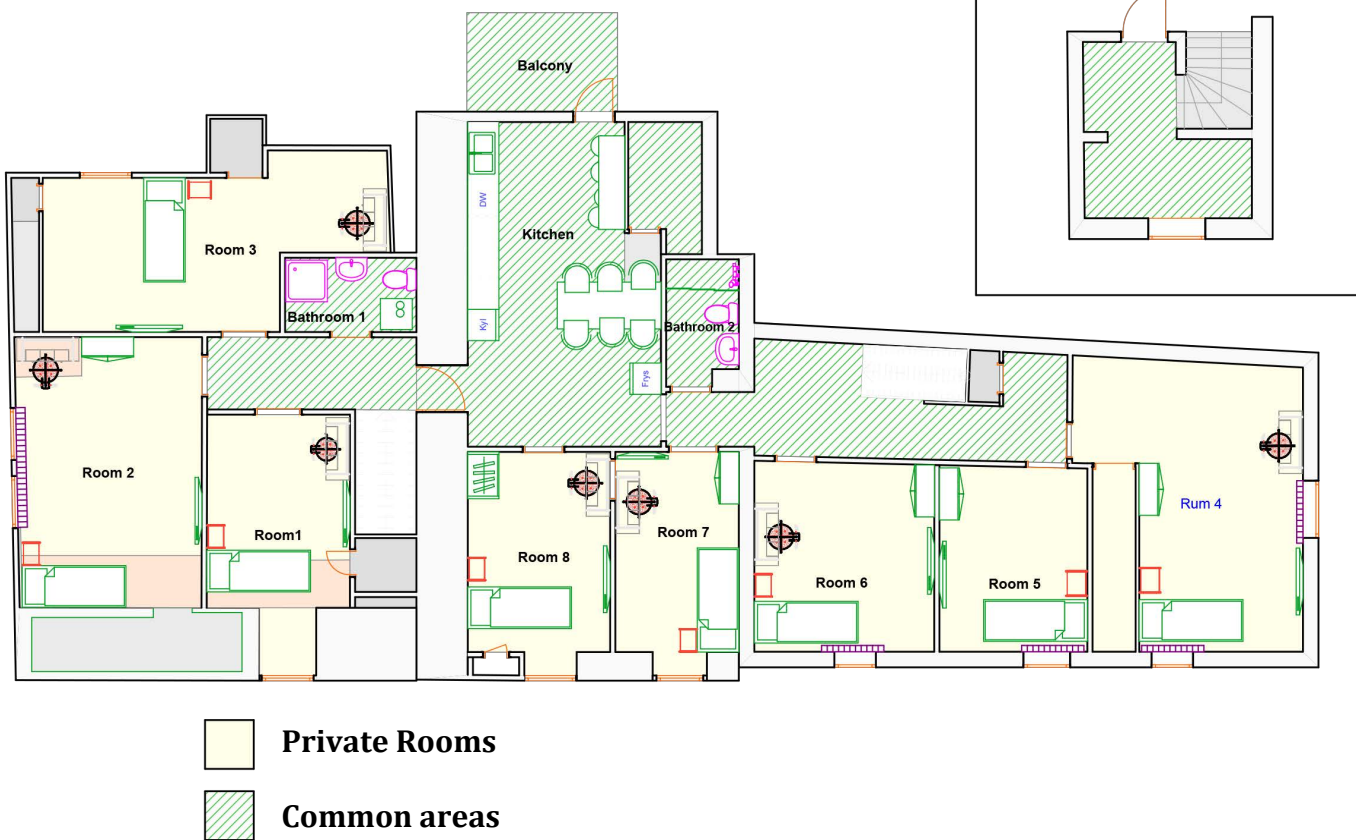 Balcony
DW
Kitchen
Room 3
Bathroom 1
Kyl
Bathroom 2
Frys
Room 2
Rum 4
Room 7
Room1
Room 8
Room 6
Room 5
Private Rooms
Common areas